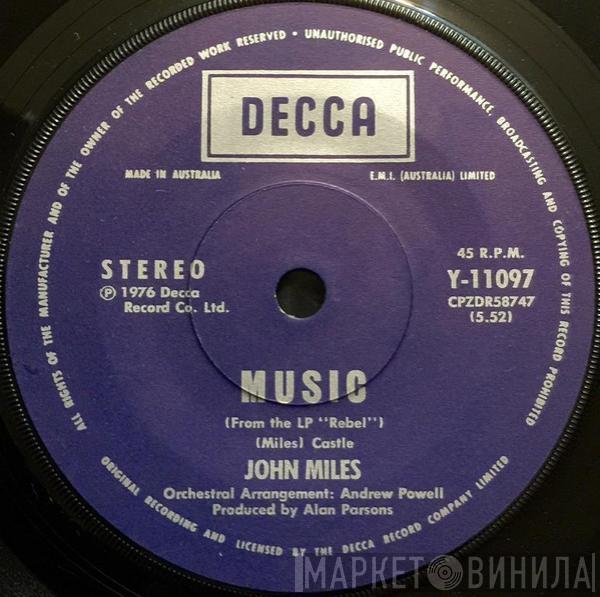 ALL RIGHTS OF THE MANUFACTURER AND OF THE OWNER OF THE RECORDED WORK RESERVED • UNAUTHORISED PUBLIC PERFORMANCE, BROADCASTING AND COPYING OF THIS RECORD PROHIBITED
DECCA
MADE IN AUSTRALIA
E.M.I. (AUSTRALIA) LIMITED
STEREO
℗ 1976 Decca
Record Co. Ltd.
45 R.P.M.
Y-11097
CPZDR58747
(5.52)
MUSIC
(From the LP "Rebel")
(Miles) Castle
JOHN MILES
Orchestral Arrangement: Andrew Powell
Produced by Alan Parsons
ORIGINAL RECORDING AND LICENSED BY THE DECCA RECORD COMPANY LIMITED
МАРКЕТ ВИНИЛА